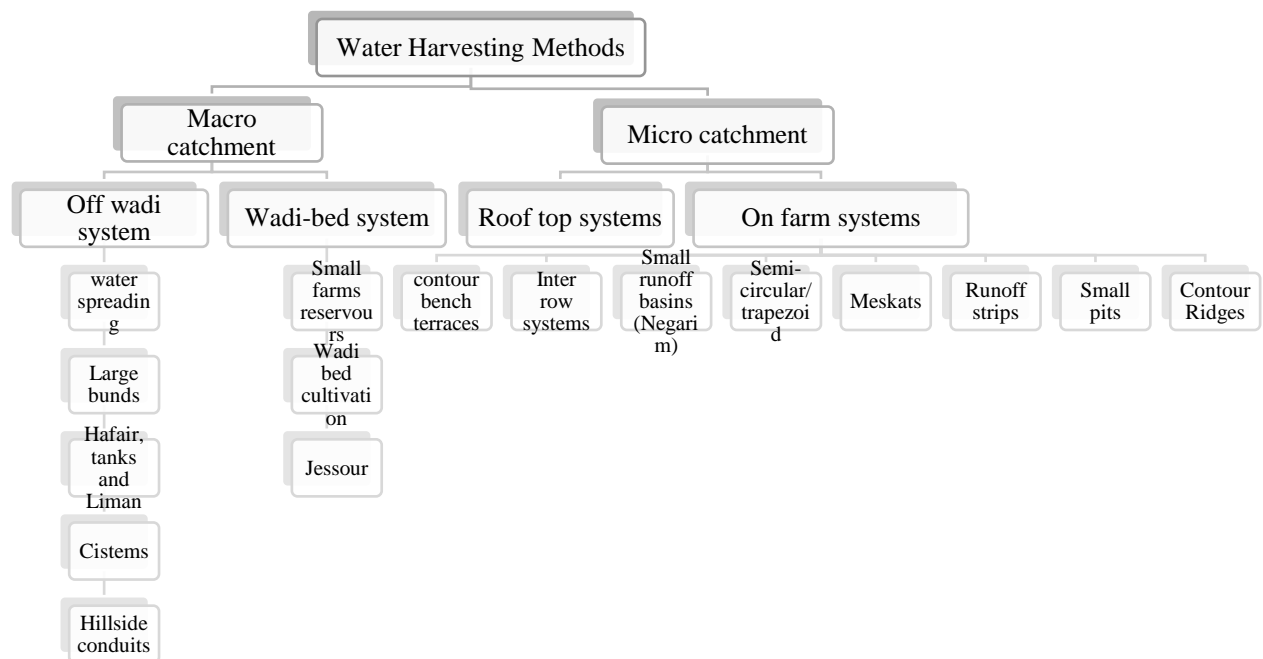 Water Harvesting Methods
Macro
catchment
Micro catchment
Off wadi
system
Wadi-bed system
Roof top systems
On farm systems
water
spreadin
g
Large
bunds
Hafair,
tanks
and
Liman
Cistems
Hillside
conduits
Small
farms
reservou
rs
Wadi
bed
cultivati
on
Jessour
contour
bench
terraces
Inter
row
systems
Small
runoff
basins
(Negari
m)
Semi-
circular/
trapezoi
d
Meskats
Runoff
strips
Small
pits
Contour
Ridges